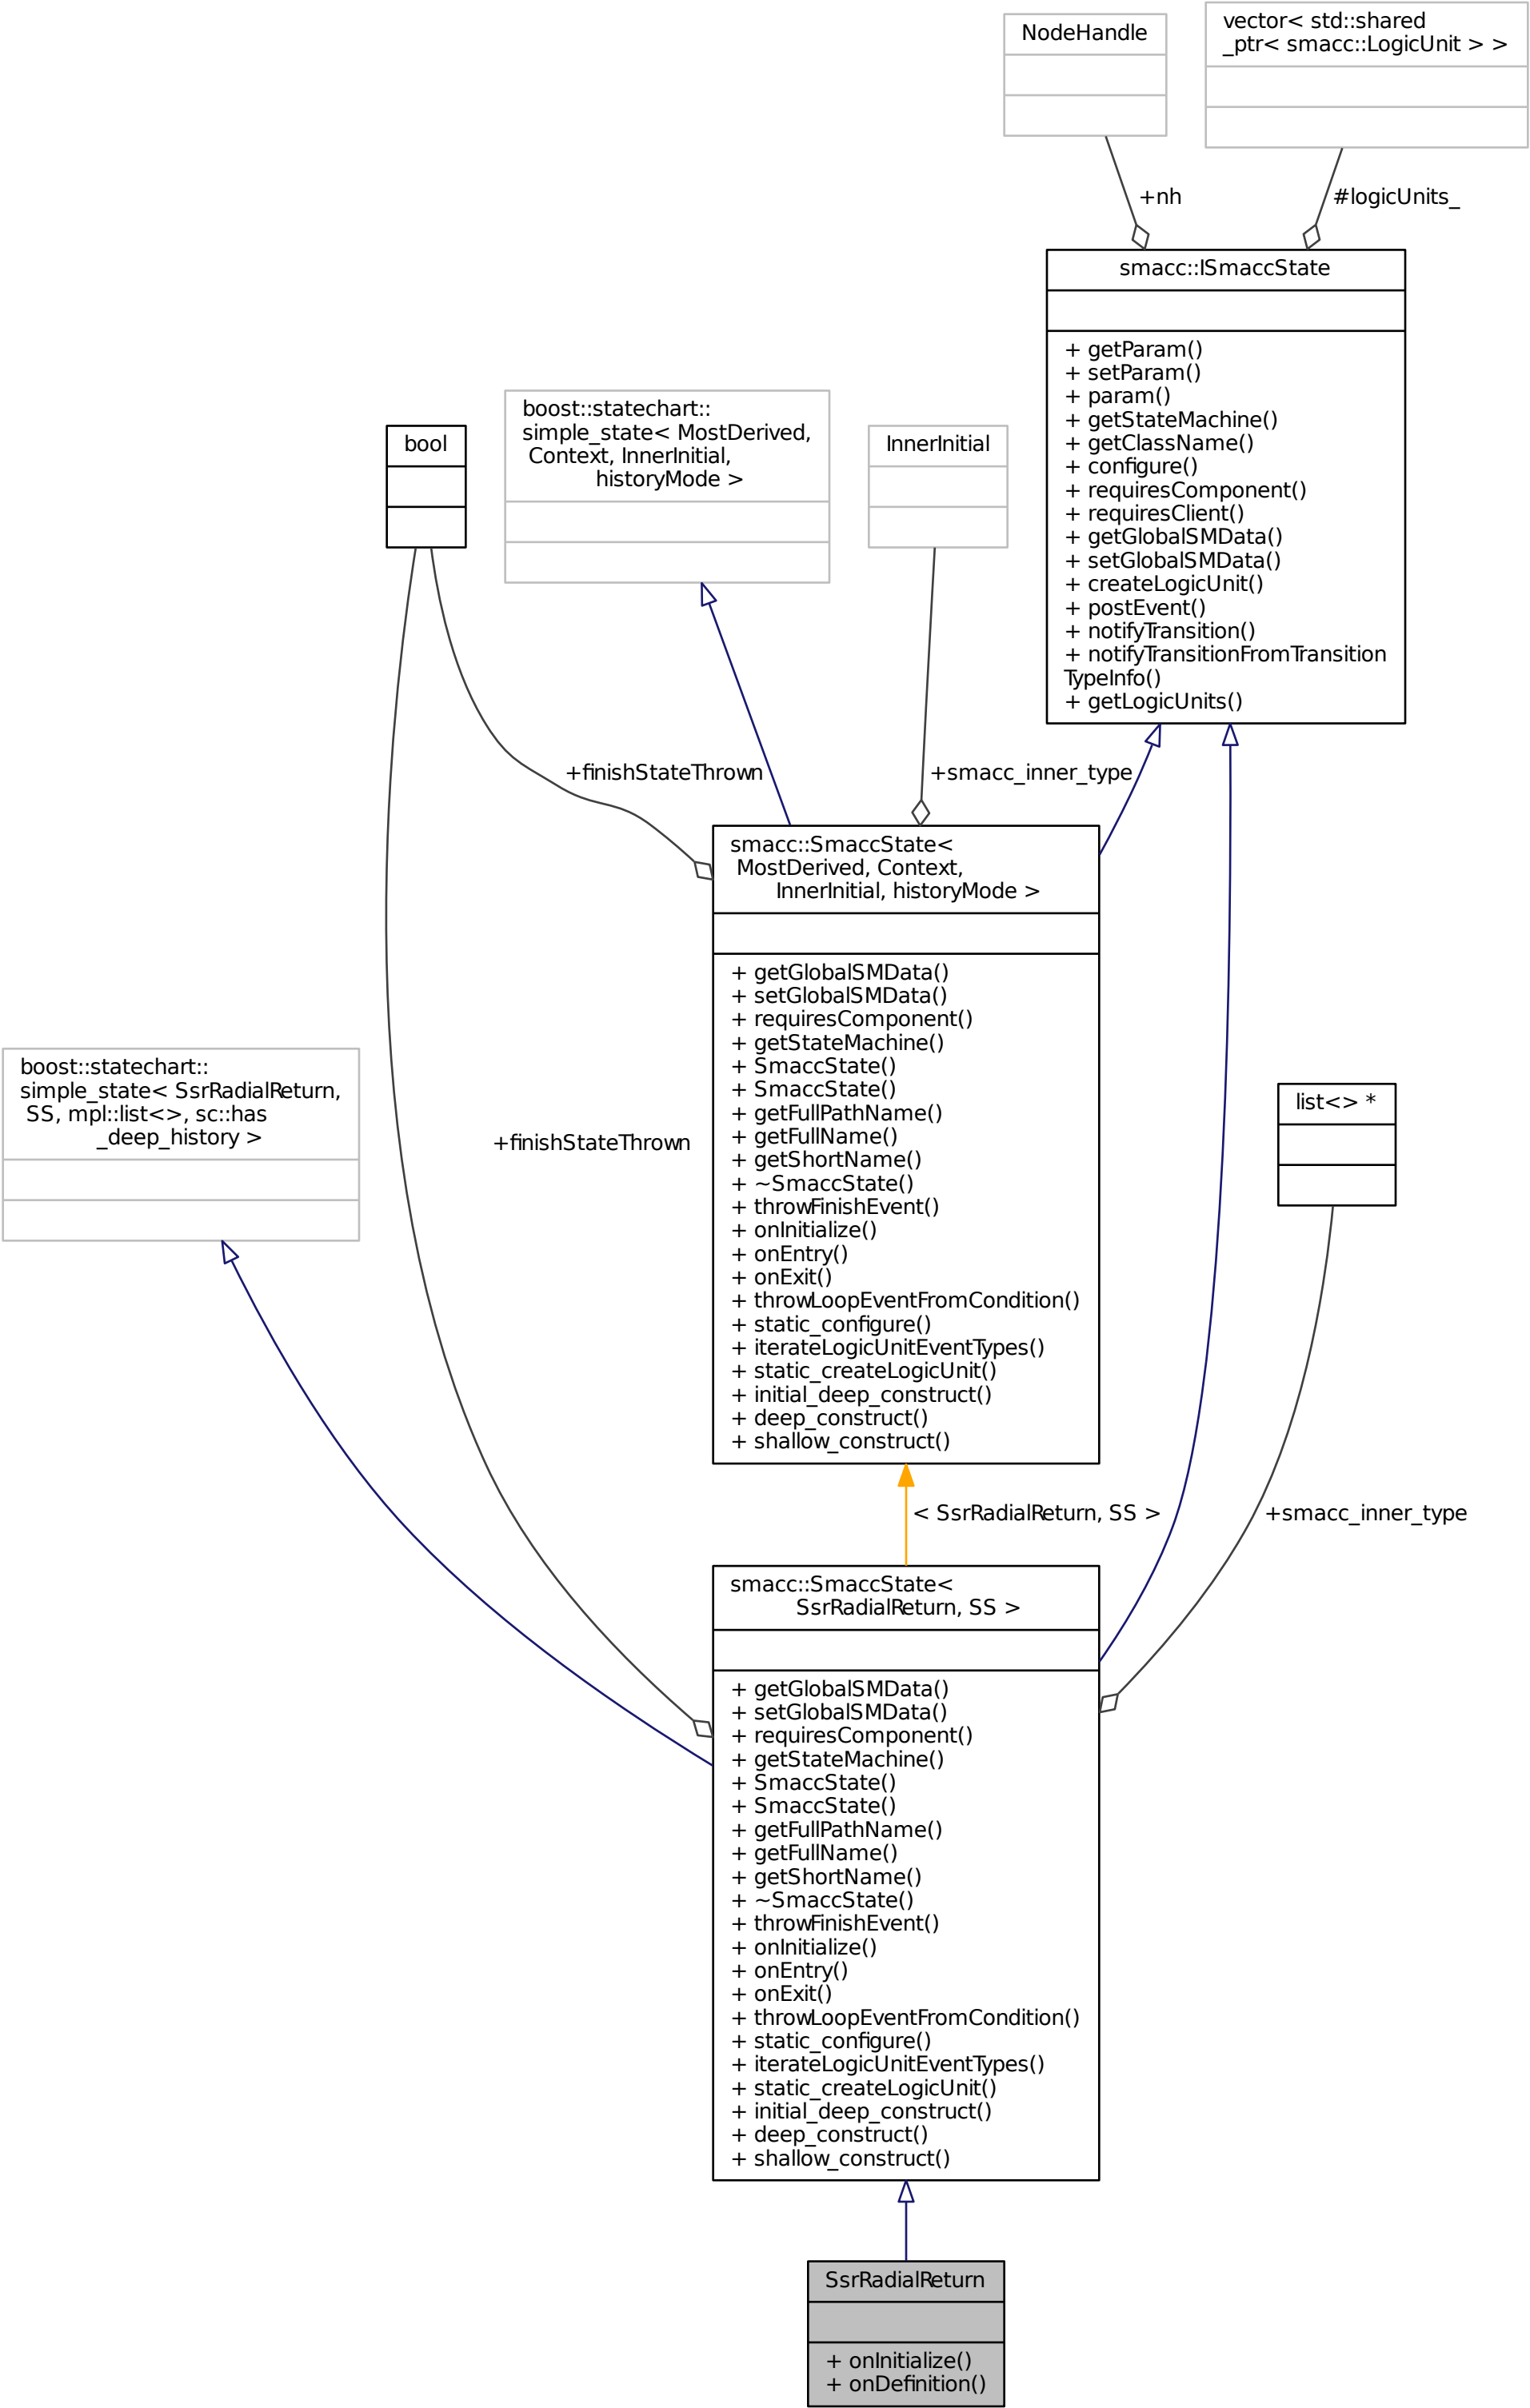 NodeHandle
vector< std::shared
_ptr< smacc::LogicUnit > >
+nh
#logicUnits_
smacc::ISmaccState
+ getParam()
+ setParam()
+ param()
+ getStateMachine()
+ getClassName()
+ configure()
+ requiresComponent()
+ requiresClient()
+ getGlobalSMData()
+ setGlobalSMData()
+ createLogicUnit()
+ postEvent()
+ notifyTransition()
+ notifyTransitionFromTransition
TypeInfo()
+ getLogicUnits()
bool
boost::statechart::
simple_state< MostDerived,
Context, InnerInitial,
historyMode >
InnerInitial
+finishStateThrown
+smacc_inner_type
smacc::SmaccState<
MostDerived, Context,
InnerInitial, historyMode >
+ getGlobalSMData()
+ setGlobalSMData()
+ requiresComponent()
+ getStateMachine()
+ SmaccState()
+ SmaccState()
+ getFullPathName()
+ getFullName()
+ getShortName()
+ ~SmaccState()
+ throwFinishEvent()
+ onInitialize()
+ onEntry()
+ onExit()
+ throwLoopEventFromCondition()
+ static_configure()
+ iterateLogicUnitEventTypes()
+ static_createLogicUnit()
+ initial_deep_construct()
+ deep_construct()
+ shallow_construct()
boost::statechart::
simple_state< SsrRadialReturn,
SS, mpl::list<>, sc::has
_deep_history >
+finishStateThrown
list<> *
< SsrRadialReturn, SS >
+smacc_inner_type
smacc::SmaccState<
SsrRadialReturn, SS >
+ getGlobalSMData()
+ setGlobalSMData()
+ requiresComponent()
+ getStateMachine()
+ SmaccState()
+ SmaccState()
+ getFullPathName()
+ getFullName()
+ getShortName()
+ ~SmaccState()
+ throwFinishEvent()
+ onInitialize()
+ onEntry()
+ onExit()
+ throwLoopEventFromCondition()
+ static_configure()
+ iterateLogicUnitEventTypes()
+ static_createLogicUnit()
+ initial_deep_construct()
+ deep_construct()
+ shallow_construct()
SsrRadialReturn
+ onInitialize()
+ onDefinition()